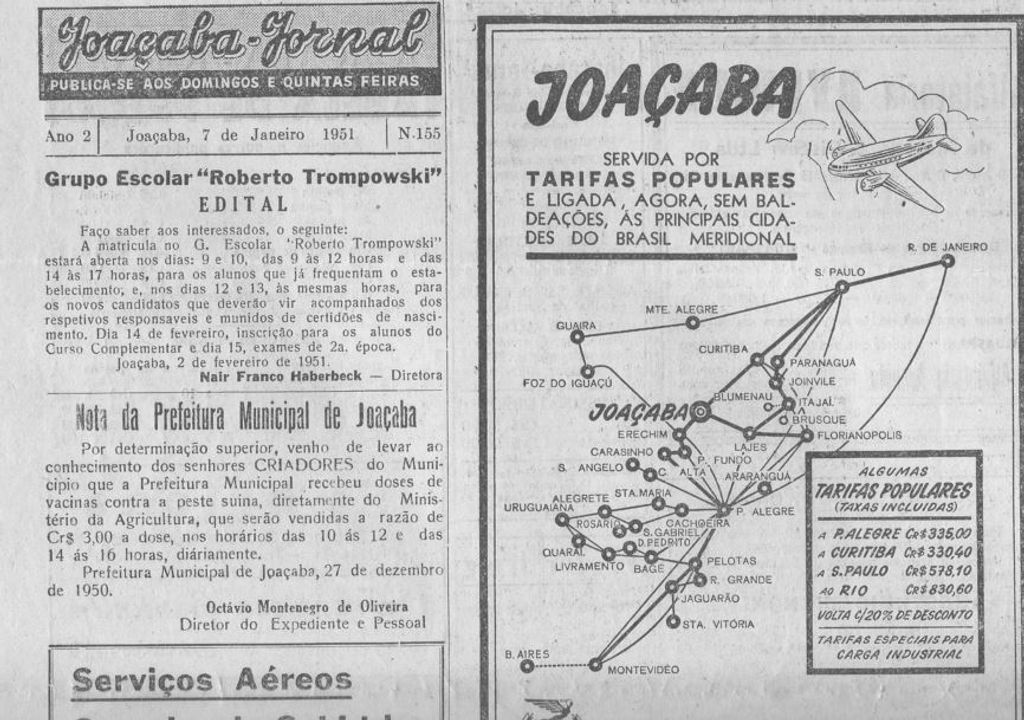 Joaçaba-Jornal
PUBLICA-SE AOS DOMINGOS E QUINTAS FEIRAS
Ano 2 Joaçaba, 7 de Janeiro 1951 N.155
Grupo Escolar "Roberto Trompowski"
EDITAL
Faço saber aos interessados, o seguinte:
A matricula no G. Escolar "Roberto Trompowski"
estará aberta nos dias: 9 e 10, das 9 às 12 horas e das
14 às 17 horas, para os alunos que já frequentam o esta-
belecimento; e, nos dias 12 e 13, às mesmas horas, para
os novos candidatos que deverão vir acompanhados dos
respetivos responsaveis e munidos de certidões de nasci-
mento. Dia 14 de fevereiro, inscrição para os alunos do
Curso Complementar e dia 15, exames de 2a. época.
Joaçaba, 2 de fevereiro de 1951.
Nair Franco Haberbeck — Diretora
Nota da Prefeitura Municipal de Joaçaba
Por determinação superior, venho de levar ao
conhecimento dos senhores CRIADORES do Muni-
cipio que a Prefeitura Municipal recebeu doses de
vacinas contra a peste suina, diretamente do Minis-
tério da Agricultura, que serão vendidas a razão de
Cr$ 3,00 a dose, nos horários das 10 ás 12 e das
14 ás 16 horas, diáriamente.
Prefeitura Municipal de Joaçaba, 27 de dezembro
de 1950.
Octávio Montenegro de Oliveira
Diretor do Expediente e Pessoal
Serviços Aéreos
JOAÇABA
SERVIDA POR
TARIFAS POPULARES
E LIGADA, AGORA, SEM BAL-
DEAÇÕES, ÁS PRINCIPAIS CIDA-
DES DO BRASIL MERIDIONAL
R. DE JANEIRO
S. PAULO
MTE. ALEGRE
GUAIRA
CURITIBA
PARANAGUÁ
FOZ DO IGUAÇÚ
JOINVILE
BLUMENAU
ITAJAÍ
JOAÇABA
BRUSQUE
ERECHIM
FLORIANOPOLIS
LAJES
CARASINHO
P. FUNDO
S. ANGELO
C. ALTA
ARARANGUÁ
STA. MARIA
ALEGRETE
URUGUAIANA
P. ALEGRE
ROSARIO
CACHOEIRA
S. GABRIEL
D. PEDRITO
QUARAÍ
LIVRAMENTO
BAGÉ
PELOTAS
R. GRANDE
JAGUARÃO
STA. VITÓRIA
B. AIRES
MONTEVIDÉO
ALGUMAS
TARIFAS POPULARES
(TAXAS INCLUIDAS)
A P. ALEGRE CR$ 335,00
A CURITIBA CR$ 330,40
A S. PAULO CR$ 578,10
AO RIO CR$ 830,60
VOLTA C/20% DE DESCONTO
TARIFAS ESPECIAIS PARA
CARGA INDUSTRIAL